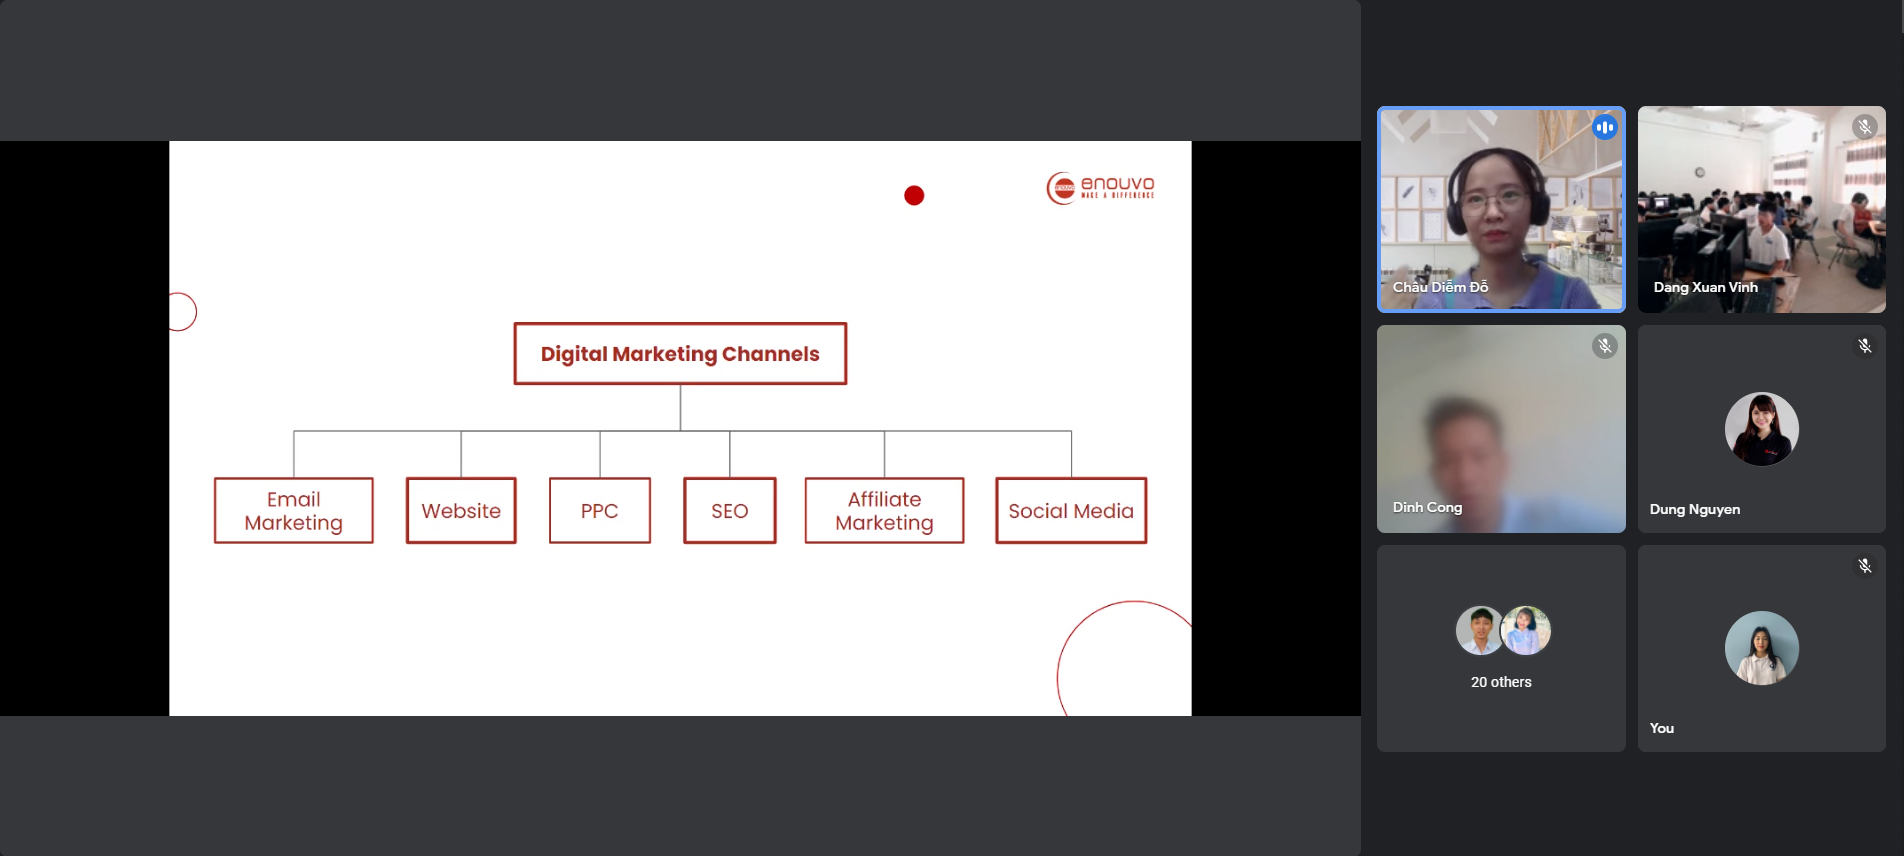 enouvo
MAKE A DIFFERENCE
Digital Marketing Channels
Email
Marketing
Website
PPC
SEO
Affiliate
Marketing
Social Media
Châu Diễm Đỗ
Dang Xuan Vinh
Dinh Cong
Dung Nguyen
20 others
You